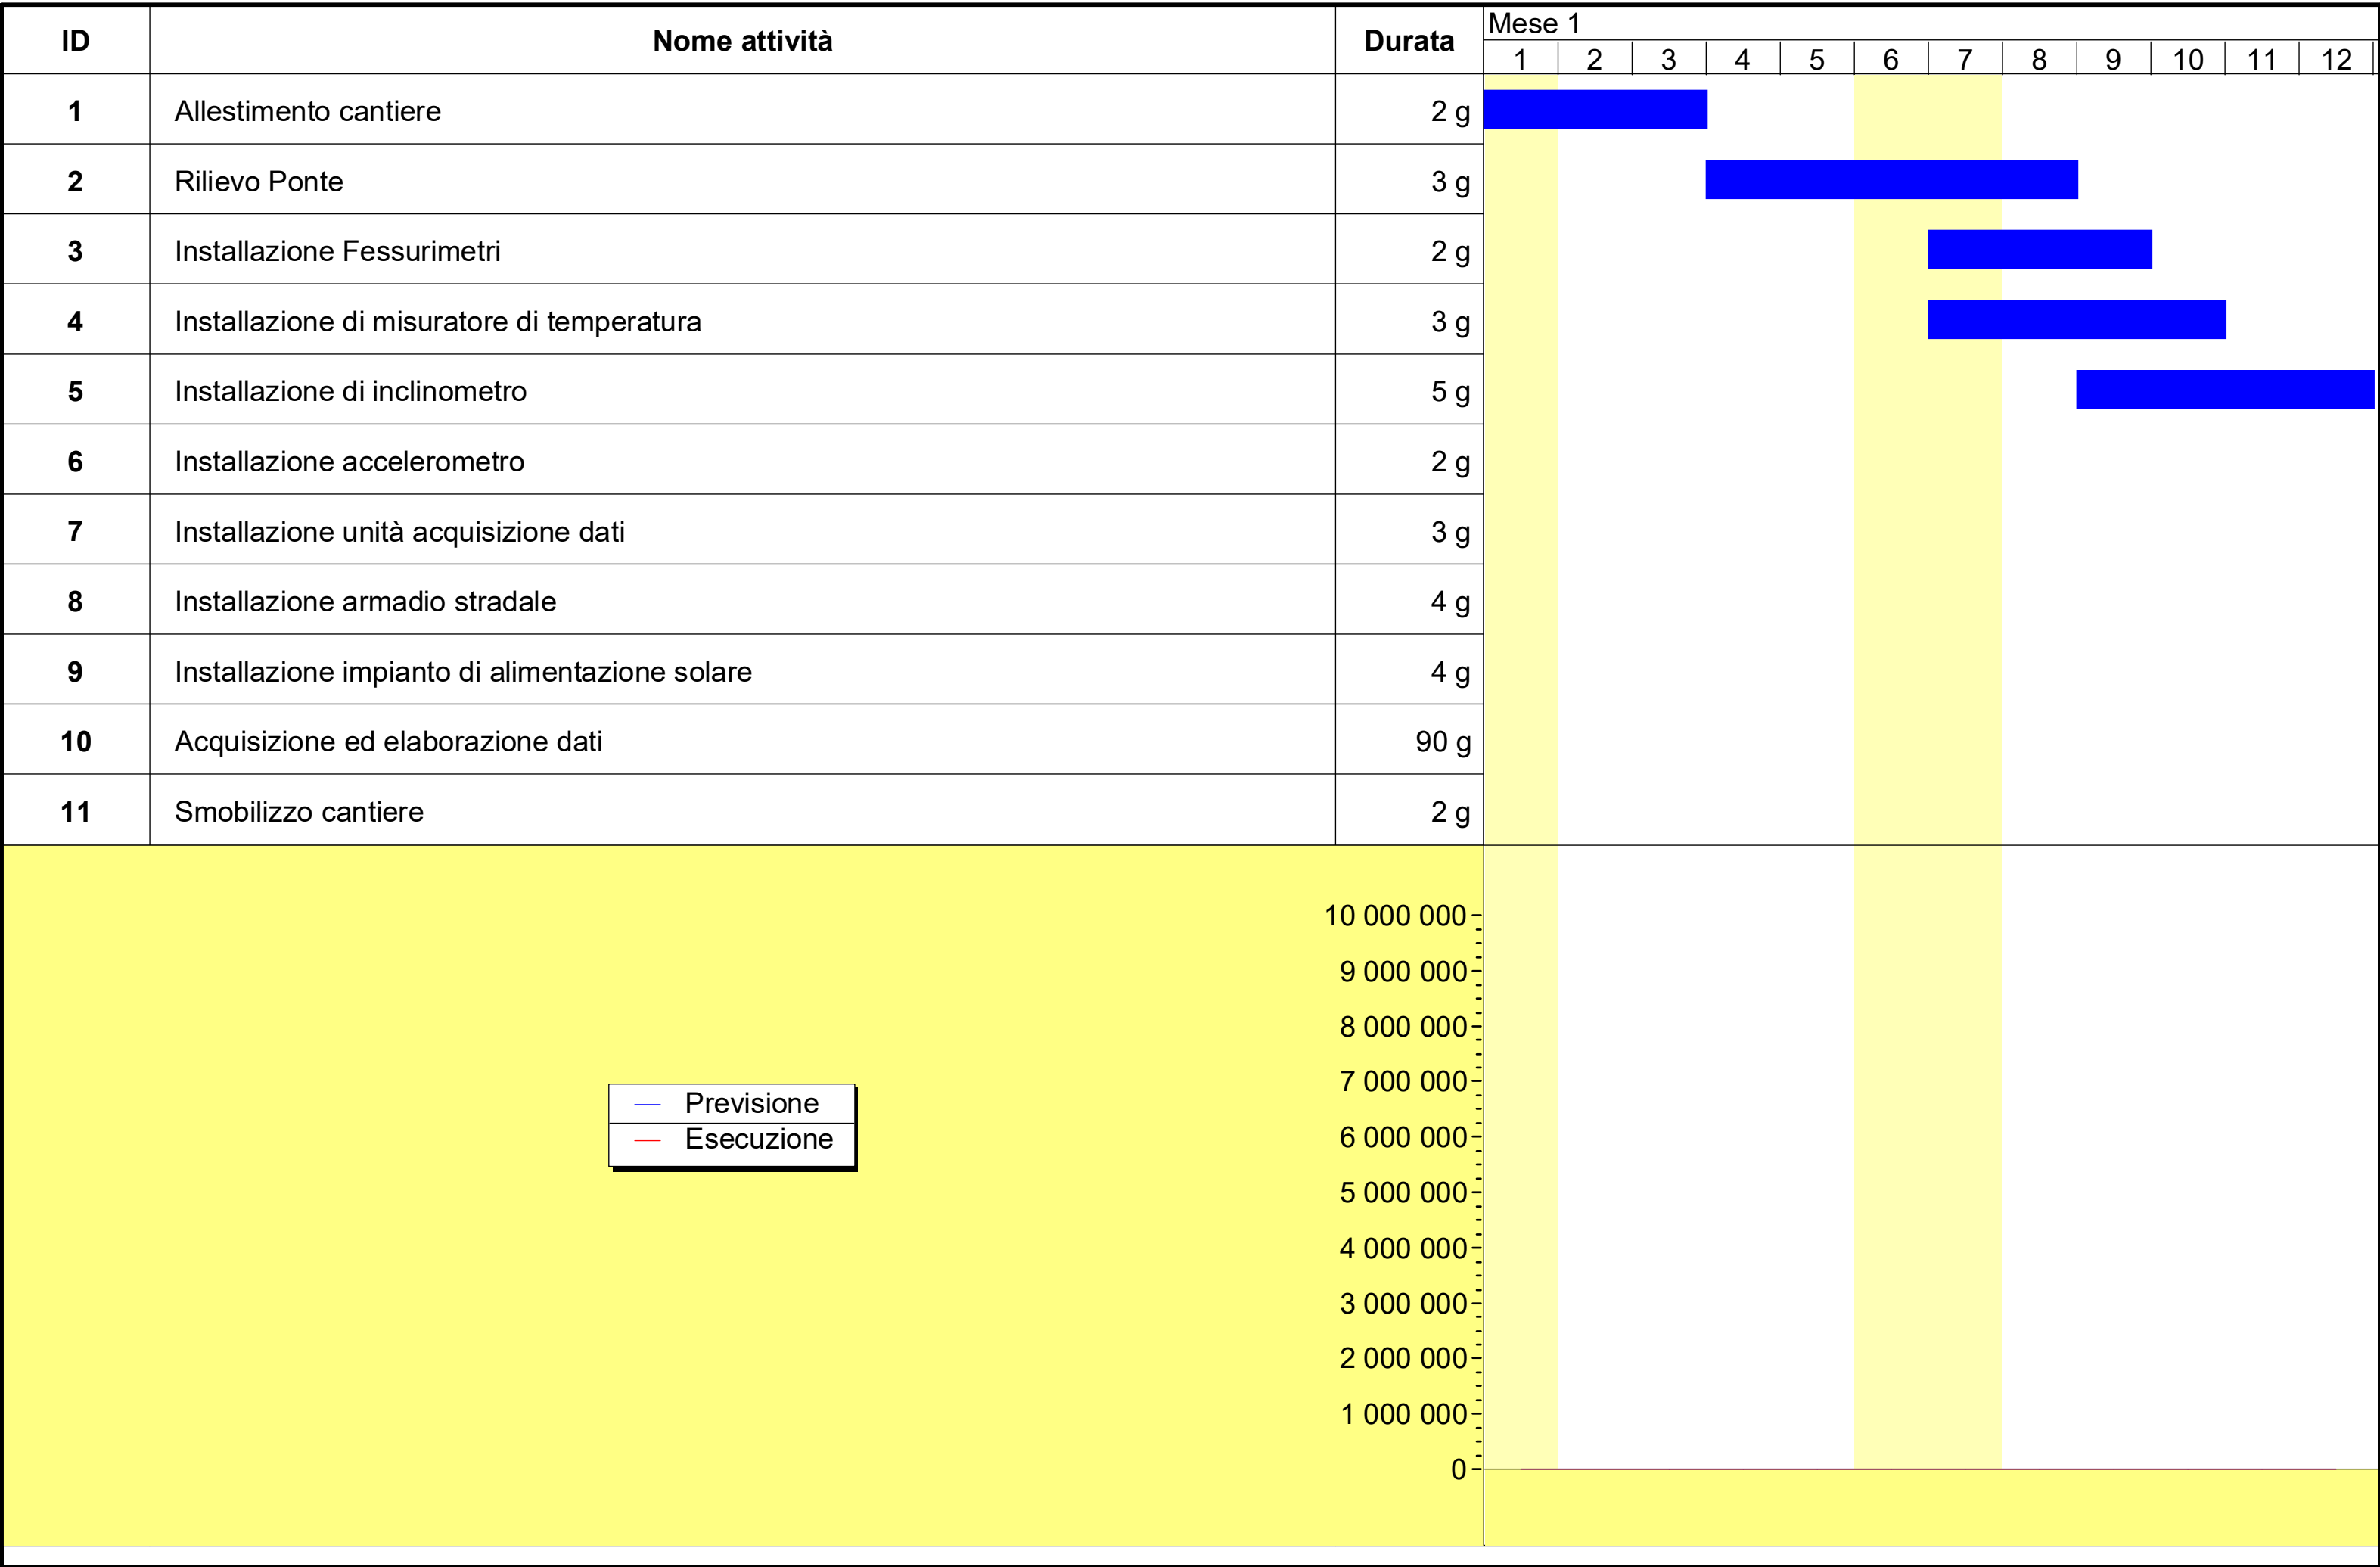 ID Nome attività Durata Mese 1
1 2 3 4 5 6 7 8 9 10 11 12
1 Allestimento cantiere 2 g
2 Rilievo Ponte 3 g
3 Installazione Fessurimetri 2 g
4 Installazione di misuratore di temperatura 3 g
5 Installazione di inclinometro 5 g
6 Installazione accelerometro 2 g
7 Installazione unità acquisizione dati 3 g
8 Installazione armadio stradale 4 g
9 Installazione impianto di alimentazione solare 4 g
10 Acquisizione ed elaborazione dati 90 g
11 Smobilizzo cantiere 2 g
10 000 000
9 000 000
8 000 000
7 000 000
Previsione
Esecuzione
6 000 000
5 000 000
4 000 000
3 000 000
2 000 000
1 000 000
0